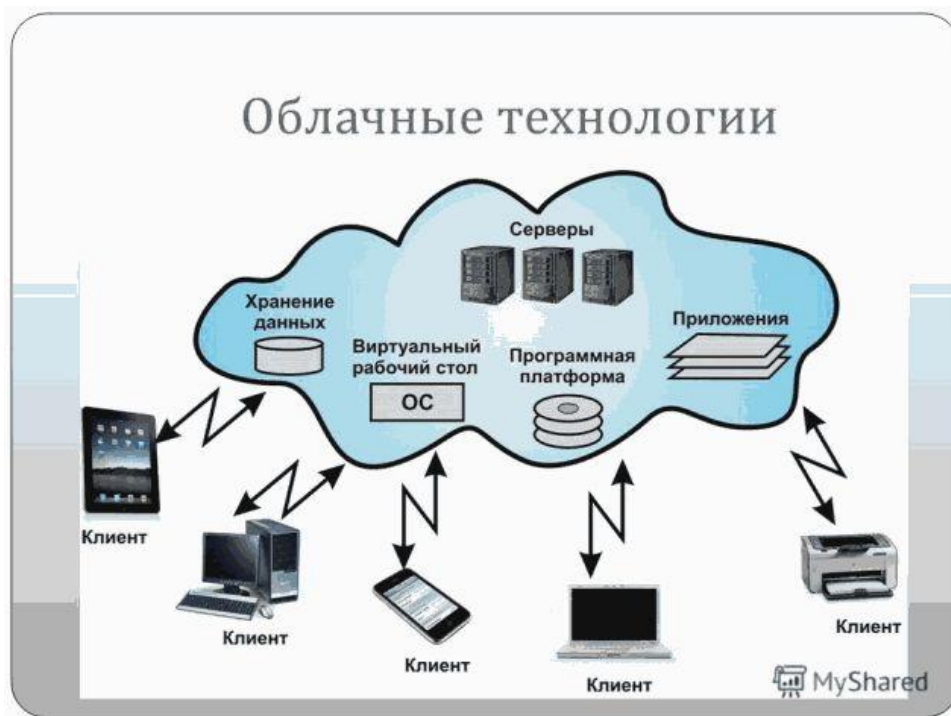 Облачные технологии
Серверы
Хранение
данных
Приложения
Виртуальный
рабочий стол
Программная
платформа
ОС
Клиент
Клиент
Клиент
Клиент
Клиент
MyShared